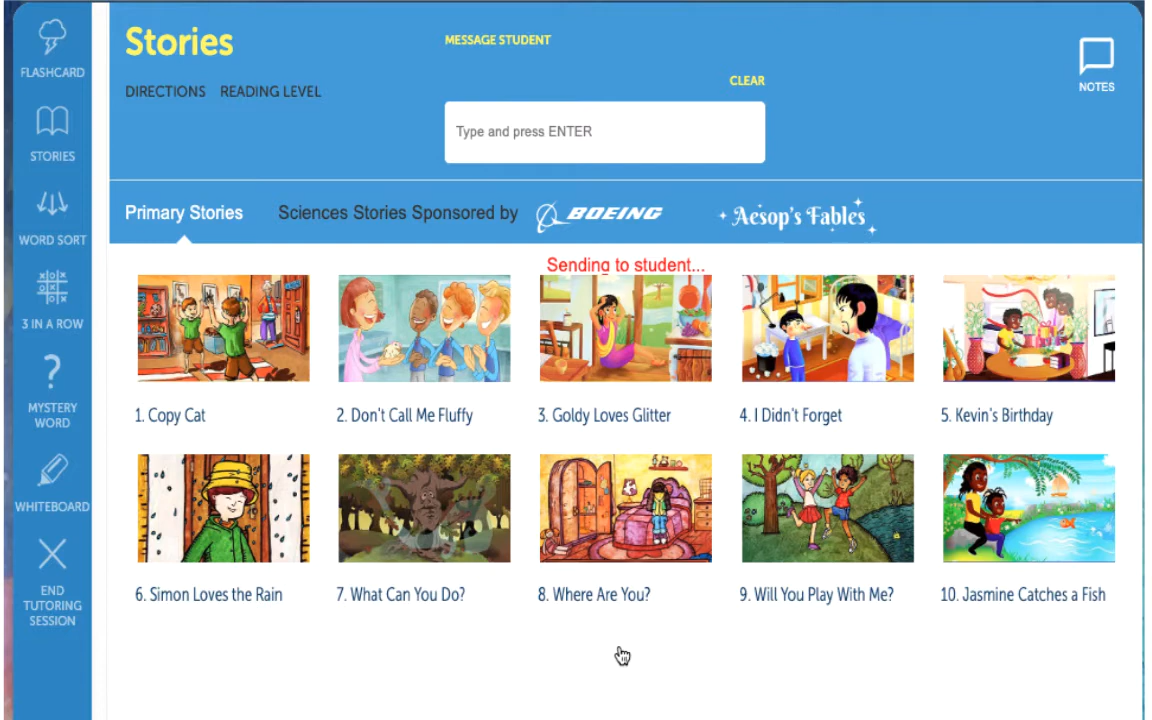 FLASHCARD
STORIES
WORD SORT
3 IN A ROW
MYSTERY
WORD
WHITEBOARD
END
TUTORING
SESSION
Stories
DIRECTIONS READING LEVEL
MESSAGE STUDENT
CLEAR
Type and press ENTER
NOTES
Primary Stories Sciences Stories Sponsored by BOEING Aesop's Fables
Sending to student...
1. Copy Cat
2. Don't Call Me Fluffy
3. Goldy Loves Glitter
4. I Didn't Forget
5. Kevin's Birthday
6. Simon Loves the Rain
7. What Can You Do?
8. Where Are You?
9. Will You Play With Me?
10. Jasmine Catches a Fish